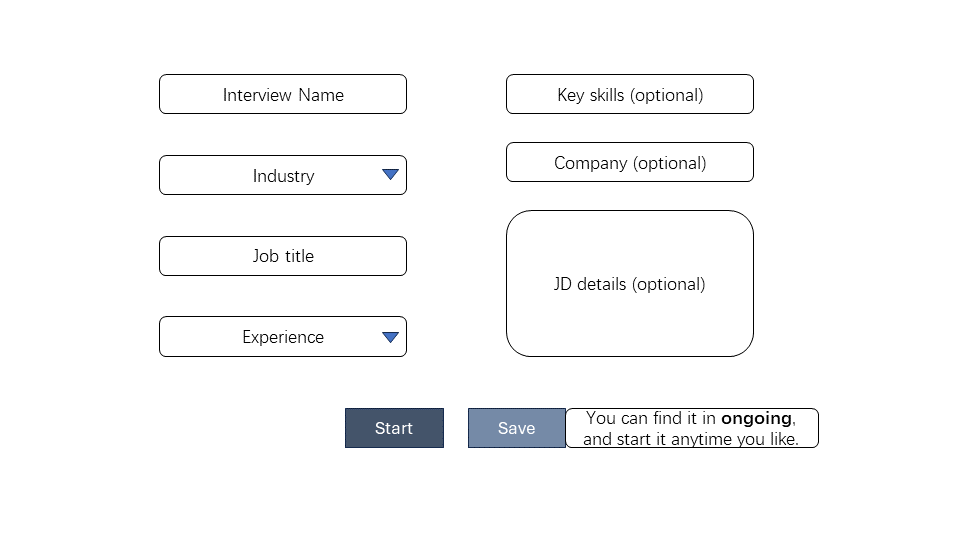 Interview Name
Industry
Job title
Experience
Key skills (optional)
Company (optional)
JD details (optional)
Start
Save
You can find it in ongoing,
and start it anytime you like.